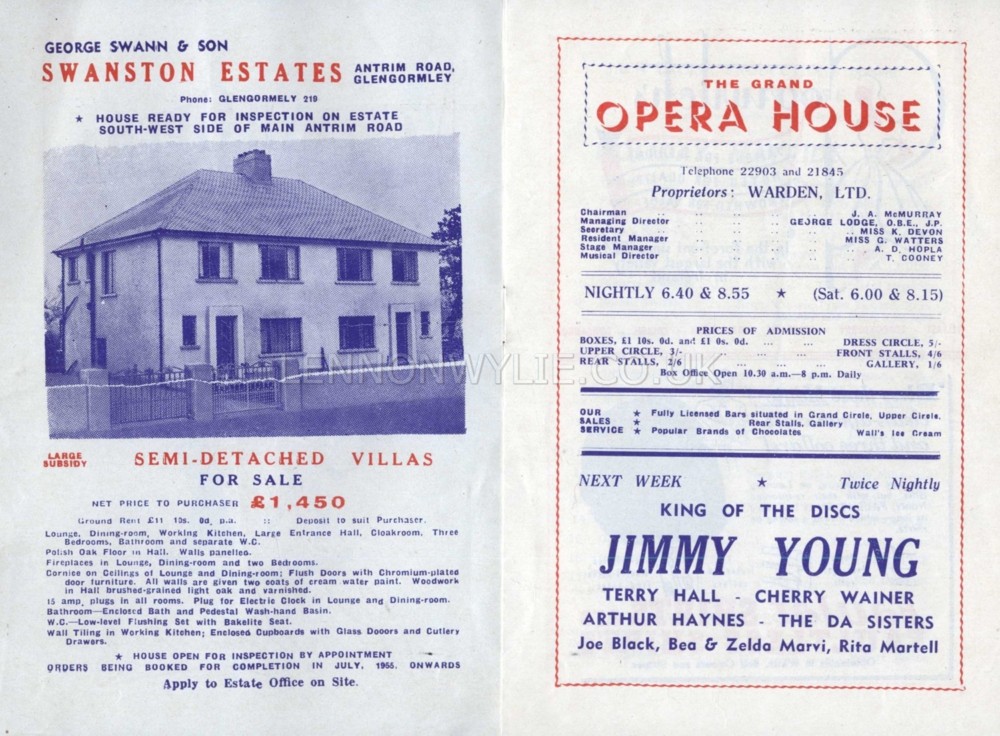 GEORGE SWANN & SON
SWANSTON ESTATES ANTRIM ROAD, GLENGORMLEY
Phone: GLENGORMELY 219
★ HOUSE READY FOR INSPECTION ON ESTATE
SOUTH-WEST SIDE OF MAIN ANTRIM ROAD
LARGE SUBSIDY SEMI-DETACHED VILLAS
FOR SALE
NET PRICE TO PURCHASER £1,450
Ground Rent £11 10s. 0d. p.a. :: Deposit to suit Purchaser.
Lounge, Dining-room, Working Kitchen, Large Entrance Hall, Cloakroom, Three
Bedrooms, Bathroom and separate W.C.
Polish Oak Floor in Hall. Walls panelled.
Fireplaces in Lounge, Dining-room and two Bedrooms.
Cornice on Ceilings of Lounge and Dining-room; Flush Doors with Chromium-plated
door furniture. All walls are given two coats of cream water paint. Woodwork
in Hall brushed-grained light oak and varnished.
15 amp. plugs in all rooms. Plug for Electric Clock in Lounge and Dining-room.
Bathroom—Enclosed Bath and Pedestal Wash-hand Basin.
W.C.—Low-level Flushing Set with Bakelite Seat.
Wall Tiling in Working Kitchen; Enclosed Cupboards with Glass Dooors and Cutlery
Drawers.
★ HOUSE OPEN FOR INSPECTION BY APPOINTMENT
ORDERS BEING BOOKED FOR COMPLETION IN JULY, 1955, ONWARDS
Apply to Estate Office on Site.
THE GRAND
OPERA HOUSE
Telephone 22903 and 21845
Proprietors: WARDEN, LTD.
Chairman .. .. .. .. J. A. McMURRAY
Managing Director .. .. GEORGE LODGE, O.B.E., J.P.
Secretary .. .. .. .. MISS K. DEVON
Resident Manager .. .. .. MISS G. WATTERS
Stage Manager .. .. .. .. A. D. HOPLA
Musical Director .. .. .. .. T. COONEY
NIGHTLY 6.40 & 8.55 ★ (Sat. 6.00 & 8.15)
PRICES OF ADMISSION
BOXES, £1 10s. 0d. and £1 0s. 0d. ... ... DRESS CIRCLE, 5/-
UPPER CIRCLE, 3/- ... ... FRONT STALLS, 4/6
REAR STALLS, 2/6 ... ... GALLERY, 1/6
Box Office Open 10.30 a.m.—8 p.m. Daily
OUR ★ Fully Licensed Bars situated in Grand Circle, Upper Circle,
SALES ★ Rear Stalls, Gallery
SERVICE ★ Popular Brands of Chocolates Wall's Ice Cream
NEXT WEEK ★ Twice Nightly
KING OF THE DISCS
JIMMY YOUNG
TERRY HALL - CHERRY WAINER
ARTHUR HAYNES - THE DA SISTERS
Joe Black, Bea & Zelda Marvi, Rita Martell
LENNONWYLIE.CO.UK